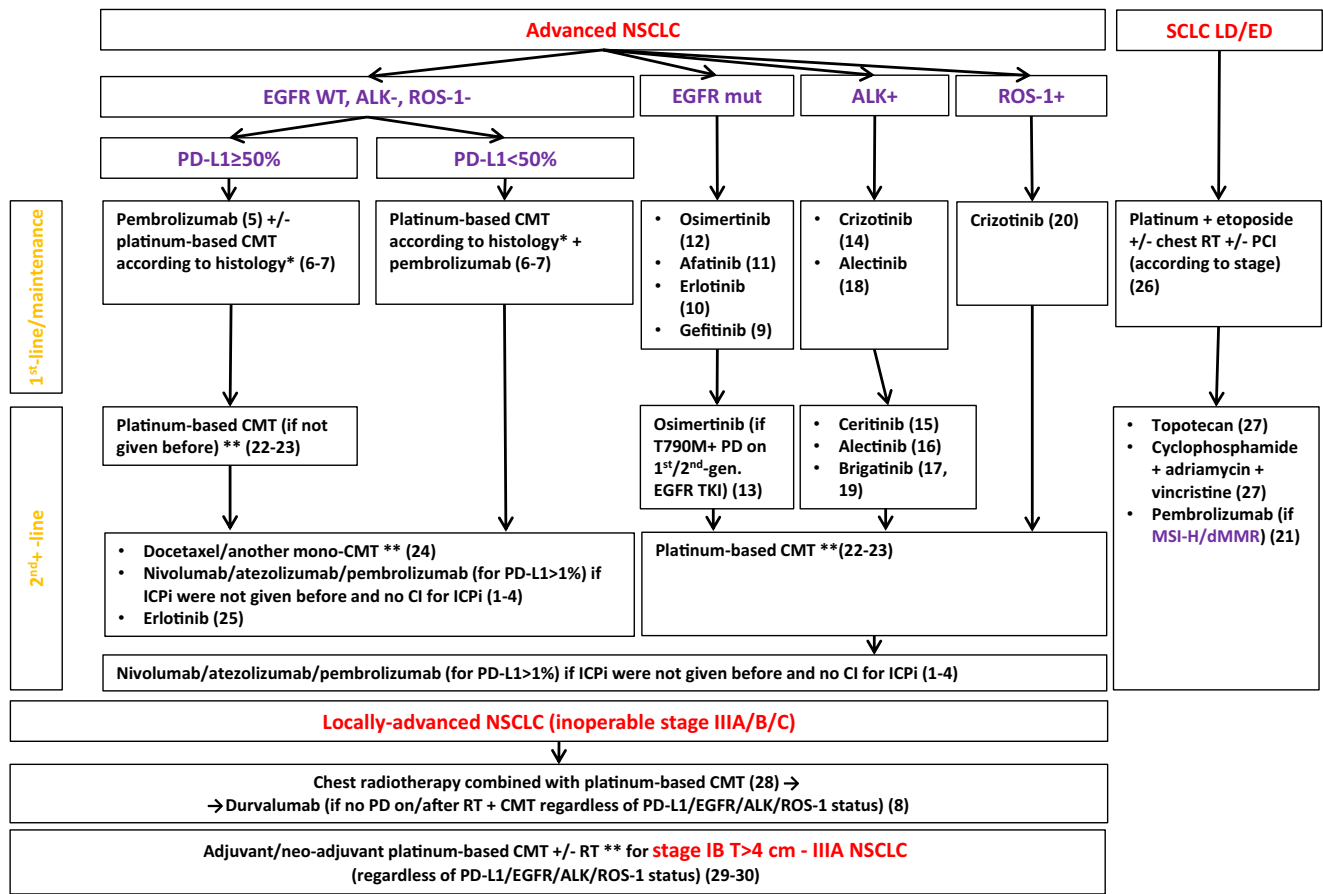 Advanced NSCLC
SCLC LD/ED
EGFR WT, ALK-, ROS-1-
EGFR mut
ALK+
ROS-1+
PD-L1≥50%
PD-L1<50%
1st-line/maintenance
Pembrolizumab (5) +/-
platinum-based CMT
according to histology* (6-7)
Platinum-based CMT
according to histology* +
pembrolizumab (6-7)
• Osimertinib
(12)
• Afatinib (11)
• Erlotinib
(10)
• Gefitinib (9)
• Crizotinib
(14)
• Alectinib
(18)
Crizotinib (20)
Platinum + etoposide
+/- chest RT +/- PCI
(according to stage)
(26)
2nd+ -line
Platinum-based CMT (if not
given before) ** (22-23)
Osimertinib (if
T790M+ PD on
1st/2nd-gen.
EGFR TKI) (13)
• Ceritinib (15)
• Alectinib (16)
• Brigatinib (17,
19)
• Topotecan (27)
• Cyclophosphamide
+ adriamycin +
vincristine (27)
• Pembrolizumab (if
MSI-H/dMMR) (21)
• Docetaxel/another mono-CMT ** (24)
• Nivolumab/atezolizumab/pembrolizumab (for PD-L1>1%) if
ICPi were not given before and no CI for ICPi (1-4)
• Erlotinib (25)
Platinum-based CMT **(22-23)
Nivolumab/atezolizumab/pembrolizumab (for PD-L1>1%) if ICPi were not given before and no CI for ICPi (1-4)
Locally-advanced NSCLC (inoperable stage IIIA/B/C)
Chest radiotherapy combined with platinum-based CMT (28) →
→Durvalumab (if no PD on/after RT + CMT regardless of PD-L1/EGFR/ALK/ROS-1 status) (8)
Adjuvant/neo-adjuvant platinum-based CMT +/- RT ** for stage IB T>4 cm - IIIA NSCLC
(regardless of PD-L1/EGFR/ALK/ROS-1 status) (29-30)